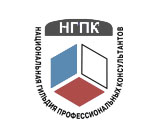 НГПК
НАЦИОНАЛЬНАЯ ГИЛЬДИЯ ПРОФЕССИОНАЛЬНЫХ КОНСУЛЬТАНТОВ